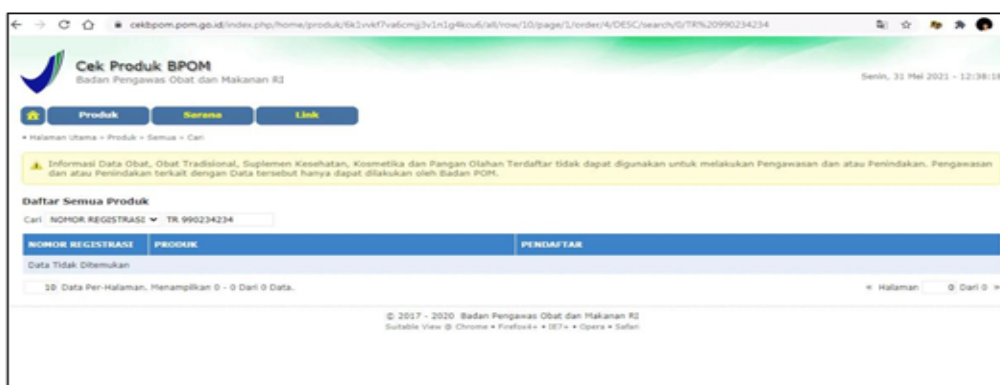 cekbpom.pom.go.id/index.php/home/produk/6k1vvkf7va6cmg3v1n1g4kou6/all/row/10/page/1/order/4/DESC/search/0/TR%20990234234
Cek Produk BPOM
Badan Pengawas Obat dan Makanan RI
Senin, 31 Mei 2021 - 12:38:18
Produk Sarana Link
• Halaman Utama » Produk » Semua » Cari
Informasi Data Obat, Obat Tradisional, Suplemen Kesehatan, Kosmetika dan Pangan Olahan Terdaftar tidak dapat digunakan untuk melakukan Pengawasan dan atau Penindakan. Pengawasan
dan atau Penindakan terkait dengan Data tersebut hanya dapat dilakukan oleh Badan POM.
Daftar Semua Produk
Cari NOMOR REGISTRASI TR 990234234
NOMOR REGISTRASI PRODUK PENDAFTAR
Data Tidak Ditemukan
10 Data Per-Halaman. Menampilkan 0 - 0 Dari 0 Data.
« Halaman 0 Dari 0 »
© 2017 - 2020 Badan Pengawas Obat dan Makanan RI
Suitable View @ Chrome • Firefox4+ • IE7+ • Opera • Safari